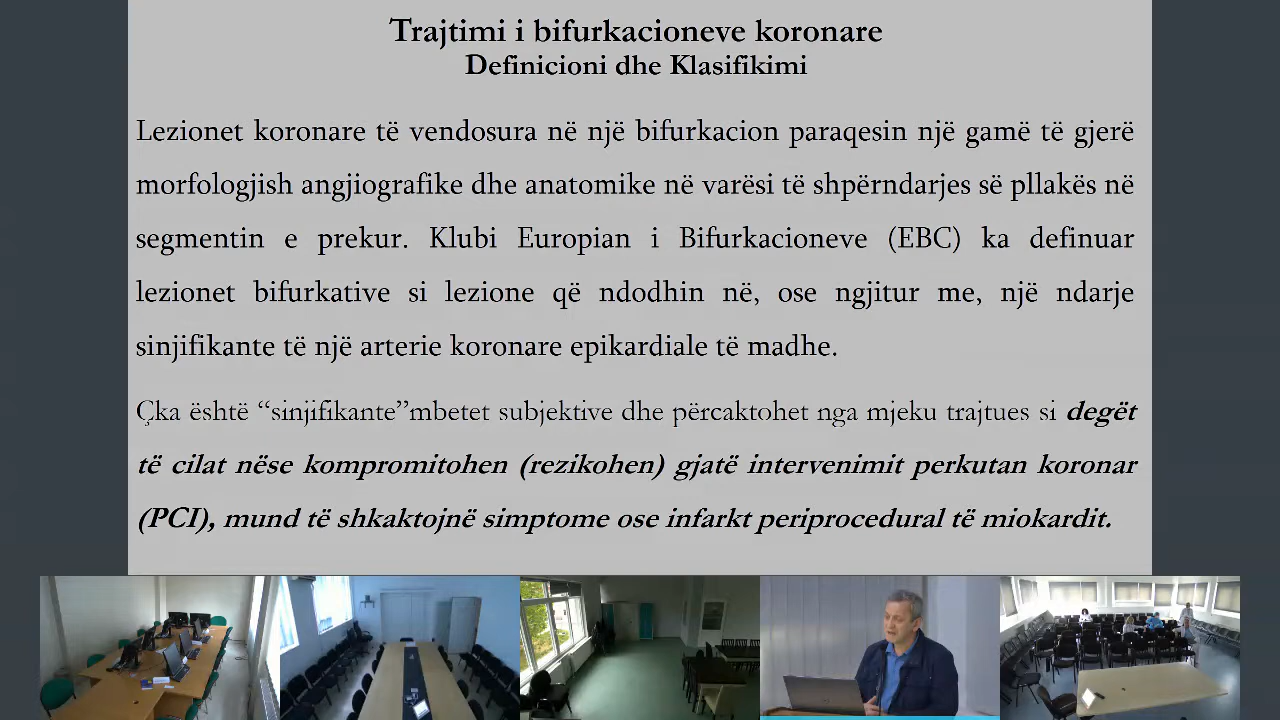 Trajtimi i bifurkacioneve koronare
Definicioni dhe Klasifikimi
Lezionet koronare të vendosura në një bifurkacion paraqesin një gamë të gjerë
morfologjish angjiografike dhe anatomike në varësi të shpërndarjes së pllakës në
segmentin e prekur. Klubi Europian i Bifurkacioneve (EBC) ka definuar
lezionet bifurkative si lezione që ndodhin në, ose ngjitur me, një ndarje
sinjifikante të një arterie koronare epikardiale të madhe.
Çka është “sinjifikante”mbetet subjektive dhe përcaktohet nga mjeku trajtues si degët
të cilat nëse kompromitohen (rezikohen) gjatë intervenimit perkutan koronar
(PCI), mund të shkaktojnë simptome ose infarkt periprocedural të miokardit.